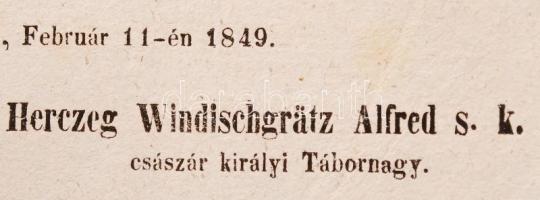 , Február 11-én 1849.
Herczeg Windischgrätz Alfred s. k.
császár királyi Tábornagy.